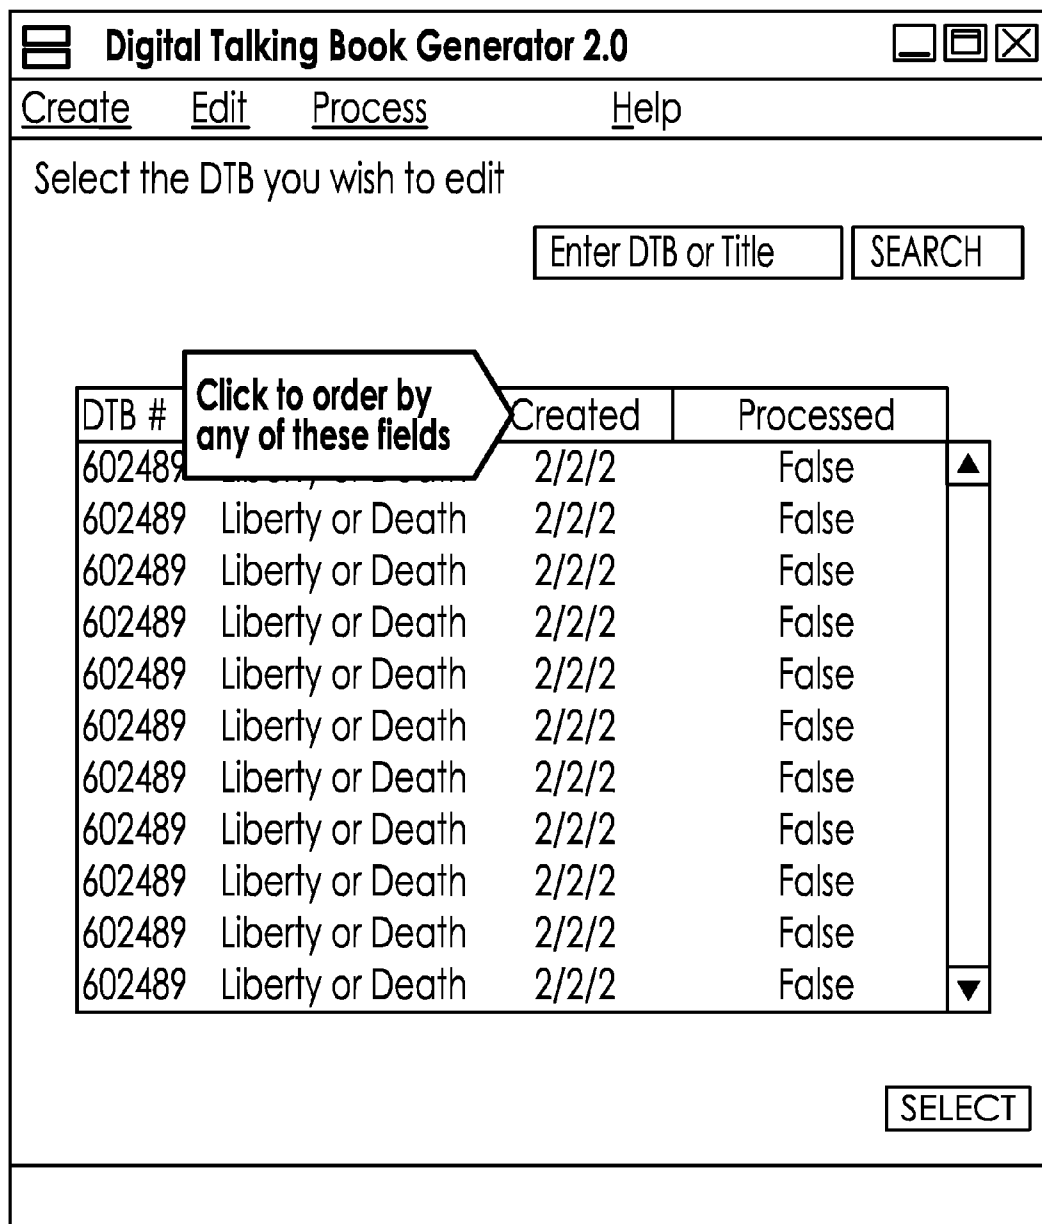 Digital Talking Book Generator 2.0
Create Edit Process Help
Select the DTB you wish to edit
Enter DTB or Title SEARCH
Click to order by
any of these fields
DTB # Created Processed
602489 Liberty or Death 2/2/2 False
602489 Liberty or Death 2/2/2 False
602489 Liberty or Death 2/2/2 False
602489 Liberty or Death 2/2/2 False
602489 Liberty or Death 2/2/2 False
602489 Liberty or Death 2/2/2 False
602489 Liberty or Death 2/2/2 False
602489 Liberty or Death 2/2/2 False
602489 Liberty or Death 2/2/2 False
602489 Liberty or Death 2/2/2 False
602489 Liberty or Death 2/2/2 False
SELECT